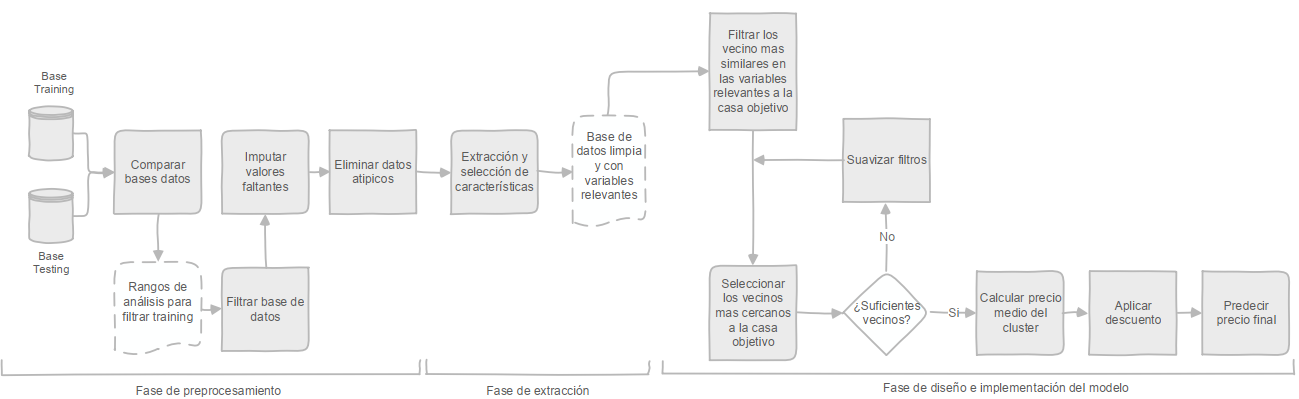 Base
Training
Base
Testing
Comparar
bases datos
Rangos de
análisis para
filtrar training
Filtrar base de
datos
Imputar
valores
faltantes
Eliminar datos
atipicos
Extracción y
selección de
características
Base de
datos limpia
y con
variables
relevantes
Filtrar los
vecino mas
similares en
las variables
relevantes a la
casa objetivo
Suavizar filtros
No
Seleccionar
los vecinos
mas cercanos
a la casa
objetivo
¿Suficientes
vecinos?
Si
Calcular precio
medio del
cluster
Aplicar
descuento
Predecir
precio final
Fase de preprocesamiento
Fase de extracción
Fase de diseño e implementación del modelo